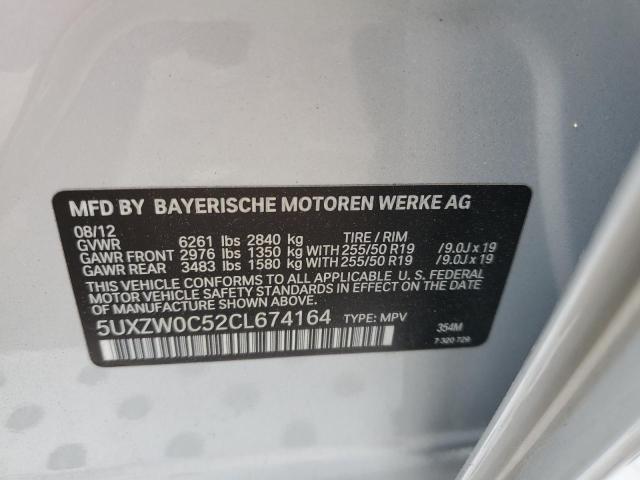 MFD BY BAYERISCHE MOTOREN WERKE AG
08/12
GVWR 6261 lbs 2840 kg TIRE / RIM
GAWR FRONT 2976 lbs 1350 kg WITH 255/50 R19 /9.0J x 19
GAWR REAR 3483 lbs 1580 kg WITH 255/50 R19 /9.0J x 19
THIS VEHICLE CONFORMS TO ALL APPLICABLE U. S. FEDERAL
MOTOR VEHICLE SAFETY STANDARDS IN EFFECT ON THE DATE
OF MANUFACTURE SHOWN ABOVE.
5UXZW0C52CL674164 TYPE: MPV 354M
7 320 729